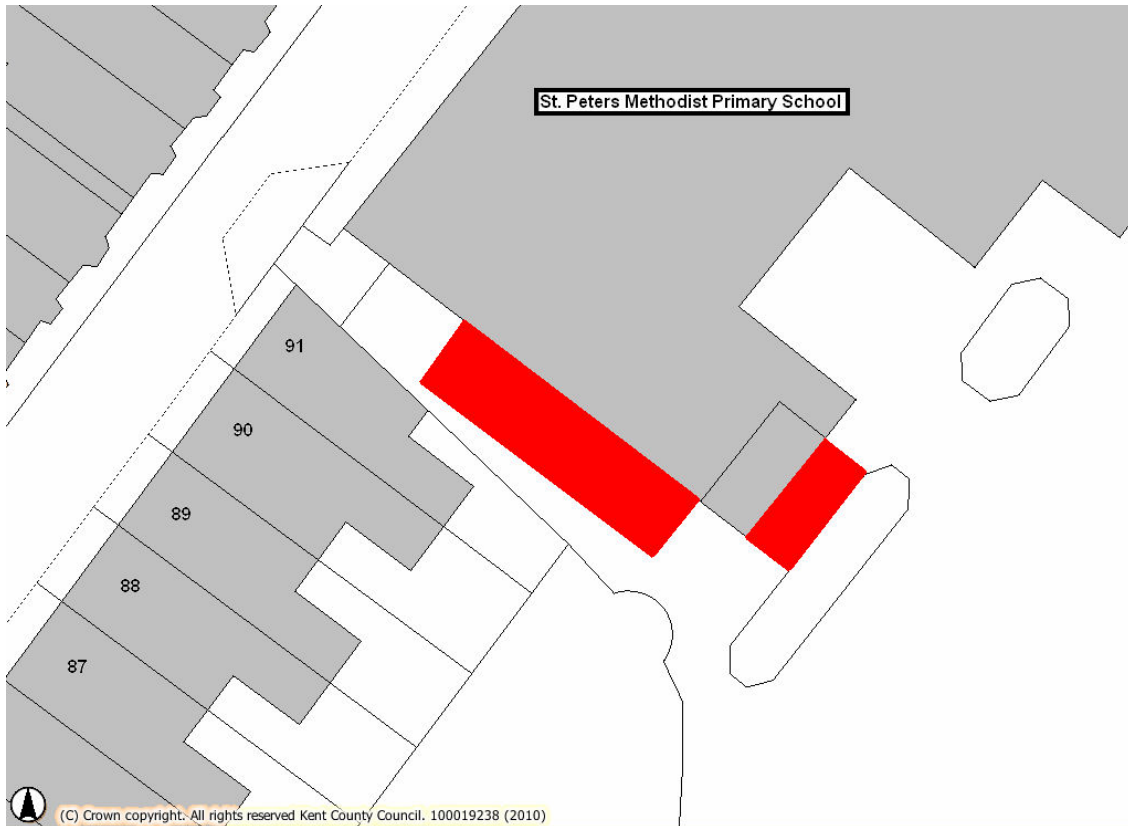 St. Peters Methodist Primary School
91
90
89
88
87
(C) Crown copyright. All rights reserved Kent County Council. 100019238 (2010)